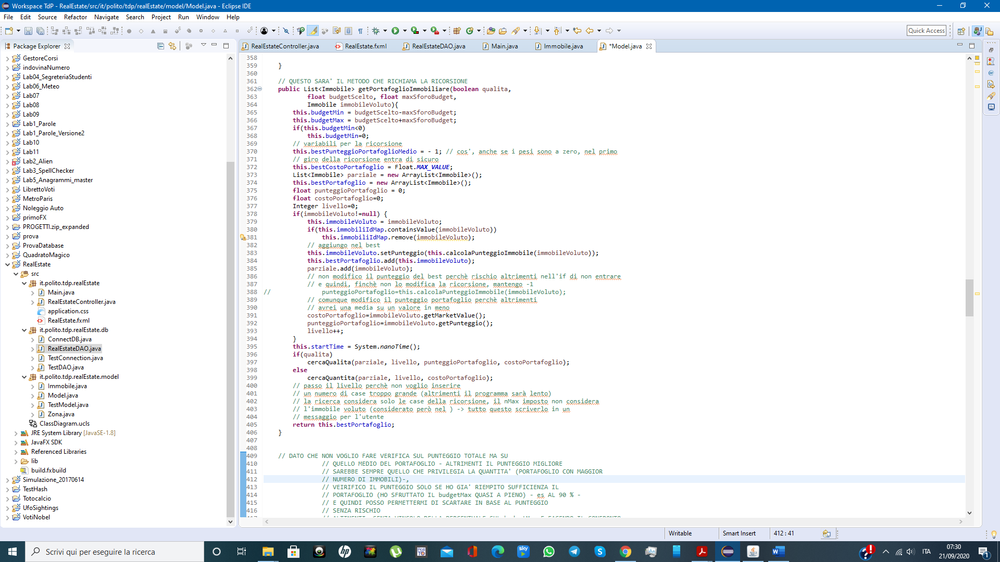 Workspace TdP - RealEstate/src/it/polito/tdp/realEstate/model/Model.java - Eclipse IDE
File Edit Source Refactor Navigate Search Project Run Window Help
Quick Access
Package Explorer
RealEstateController.java RealEstate.fxml RealEstateDAO.java Main.java Immobile.java *Model.java
GestoreCorsi
indovinaNumero
Lab04_SegreteriaStudenti
Lab06_Meteo
Lab07
Lab08
Lab09
Lab1_Parole
Lab1_Parole_Versione2
Lab10
Lab11
Lab2_Alien
Lab3_SpellChecker
Lab5_Anagrammi_master
LibrettoVoti
MetroParis
Noleggio Auto
primoFX
PROGETTI.zip_expanded
prova
ProvaDatabase
QuadratoMagico
RealEstate
src
it.polito.tdp.realEstate
Main.java
RealEstateController.java
application.css
RealEstate.fxml
it.polito.tdp.realEstate.db
ConnectDB.java
RealEstateDAO.java
TestConnection.java
TestDAO.java
it.polito.tdp.realEstate.model
Immobile.java
Model.java
TestModel.java
Zona.java
ClassDiagram.ucls
JRE System Library [JavaSE-1.8]
JavaFX SDK
Referenced Libraries
lib
build.fxbuild
Simulazione_20170614
TestHash
Totocalcio
UfoSightings
VotiNobel
358
359 }
360
361 // QUESTO SARA' IL METODO CHE RICHIAMA LA RICORSIONE
362 public List<Immobile> getPortafoglioImmobiliare(boolean qualita,
363 float budgetScelto, float maxSforoBudget,
364 Immobile immobileVoluto){
365 this.budgetMin = budgetScelto-maxSforoBudget;
366 this.budgetMax = budgetScelto+maxSforoBudget;
367 if(this.budgetMin<0)
368 this.budgetMin=0;
369 // variabili per la ricorsione
370 this.bestPunteggioPortafoglioMedio = - 1; // cos', anche se i pesi sono a zero, nel primo
371 // giro della ricorsione entra di sicuro
372 this.bestCostoPortafoglio = Float.MAX_VALUE;
373 List<Immobile> parziale = new ArrayList<Immobile>();
374 this.bestPortafoglio = new ArrayList<Immobile>();
375 float punteggioPortafoglio = 0;
376 float costoPortafoglio=0;
377 Integer livello=0;
378 if(immobileVoluto!=null) {
379 this.immobileVoluto = immobileVoluto;
380 if(this.immobiliIdMap.containsValue(immobileVoluto))
381 this.immobiliIdMap.remove(immobileVoluto);
382 // aggiungo nel best
383 this.immobileVoluto.setPunteggio(this.calcolaPunteggioImmobile(immobileVoluto));
384 this.bestPortafoglio.add(this.immobileVoluto);
385 parziale.add(immobileVoluto);
386 // non modifico il punteggio del best perchè rischio altrimenti nell'if di non entrare
387 // e quindi, finchè non lo modifica la ricorsione, mantengo -1
388 // punteggioPortafoglio=this.calcolaPunteggioImmobile(immobileVoluto);
389 // comunque modifico il punteggio portafoglio perchè altrimenti
390 // avrei una media su un valore in meno
391 costoPortafoglio=immobileVoluto.getMarketValue();
392 punteggioPortafoglio=immobileVoluto.getPunteggio();
393 livello++;
394 }
395 this.startTime = System.nanoTime();
396 if(qualita)
397 cercaQualita(parziale, livello, punteggioPortafoglio, costoPortafoglio);
398 else
399 cercaQuantita(parziale, livello, costoPortafoglio);
400 // passo il livello perchè non voglio inserire
401 // un numero di case troppo grande (altrimenti il programma sarà lento)
402 // la ricerca considera solo le case della ricorsione, il nMax imposto non considera
403 // l'immobile voluto (considerato però nel ) -> tutto questo scriverlo in un
404 // messaggio per l'utente
405 return this.bestPortafoglio;
406 }
407
408
409 // DATO CHE NON VOGLIO FARE VERIFICA SUL PUNTEGGIO TOTALE MA SU
410 // QUELLO MEDIO DEL PORTAFOGLIO - ALTRIMENTI IL PUNTEGGIO MIGLIORE
411 // SAREBBE SEMPRE QUELLO CHE PRIVILEGIA LA QUANTITA' (PORTAFOGLIO CON MAGGIOR
412 // NUMERO DI IMMOBILI)-,
413 // VEIRIFICO IL PUNTEGGIO SOLO SE HO GIA' RIEMPITO SUFFICIENZA IL
414 // PORTAFOGLIO (HO SFRUTTATO IL budgetMax QUASI A PIENO) - es AL 90 % -
415 // E QUINDI POSSO PERMETTERMI DI SCARTARE IN BASE AL PUNTEGGIO
416 // SENZA RISCHIO
Writable Smart Insert 412 : 41
Scrivi qui per eseguire la ricerca
ITA
07:30
21/09/2020